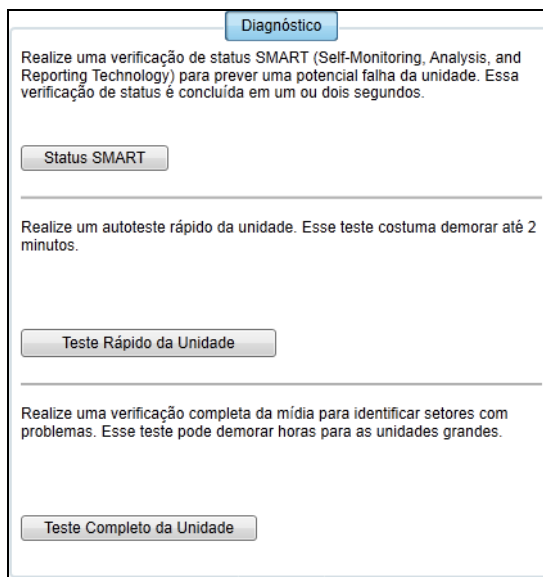 Diagnóstico
Realize uma verificação de status SMART (Self-Monitoring, Analysis, and
Reporting Technology) para prever uma potencial falha da unidade. Essa
verificação de status é concluída em um ou dois segundos.
Status SMART
Realize um autoteste rápido da unidade. Esse teste costuma demorar até 2
minutos.
Teste Rápido da Unidade
Realize uma verificação completa da mídia para identificar setores com
problemas. Esse teste pode demorar horas para as unidades grandes.
Teste Completo da Unidade